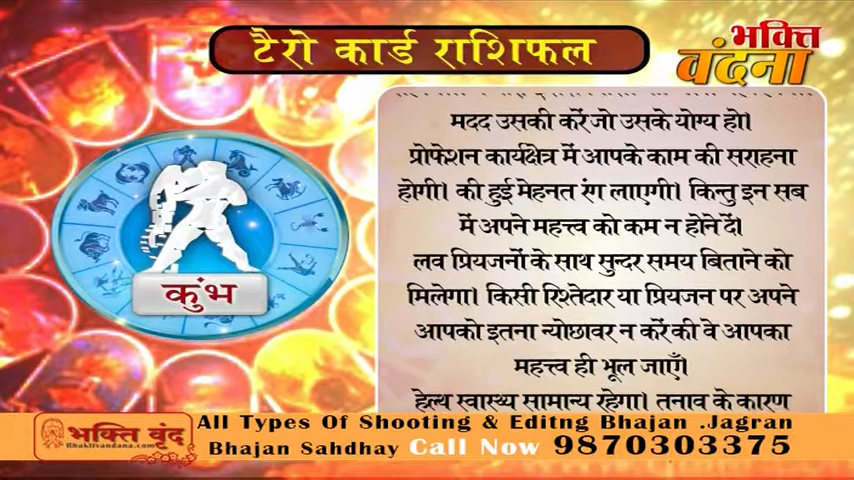 टैरो कार्ड राशिफल
भक्ति
वंदना
मदद उसकी करें जो उसके योग्य हो।
प्रोफेशन कार्यक्षेत्र में आपके काम की सराहना
होगी। की हुई मेहनत रंग लाएगी। किन्तु इन सब
में अपने महत्त्व को कम न होने दें।
लव प्रियजनों के साथ सुन्दर समय बिताने को
मिलेगा। किसी रिश्तेदार या प्रियजन पर अपने
आपको इतना न्योछावर न करें की वे आपका
महत्त्व ही भूल जाएँ।
हेल्थ स्वास्थ्य सामान्य रहेगा। तनाव के कारण
कुंभ
भक्ति वृंद
Bhaktivandana.com
All Types Of Shooting & Editng Bhajan .Jagran
Bhajan Sahdhay Call Now 9870303375